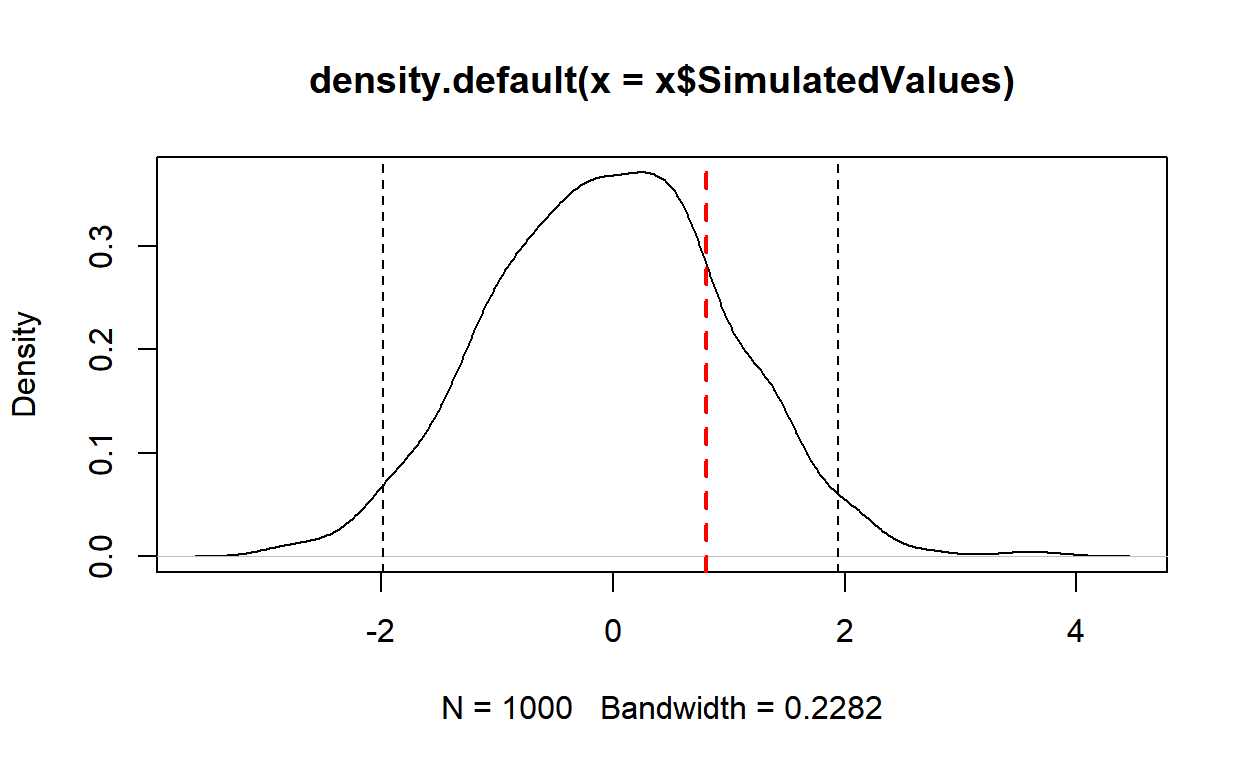 density.default(x = x$SimulatedValues)
Density
0.3
0.2
0.1
0.0
-2 0 2 4
N = 1000 Bandwidth = 0.2282